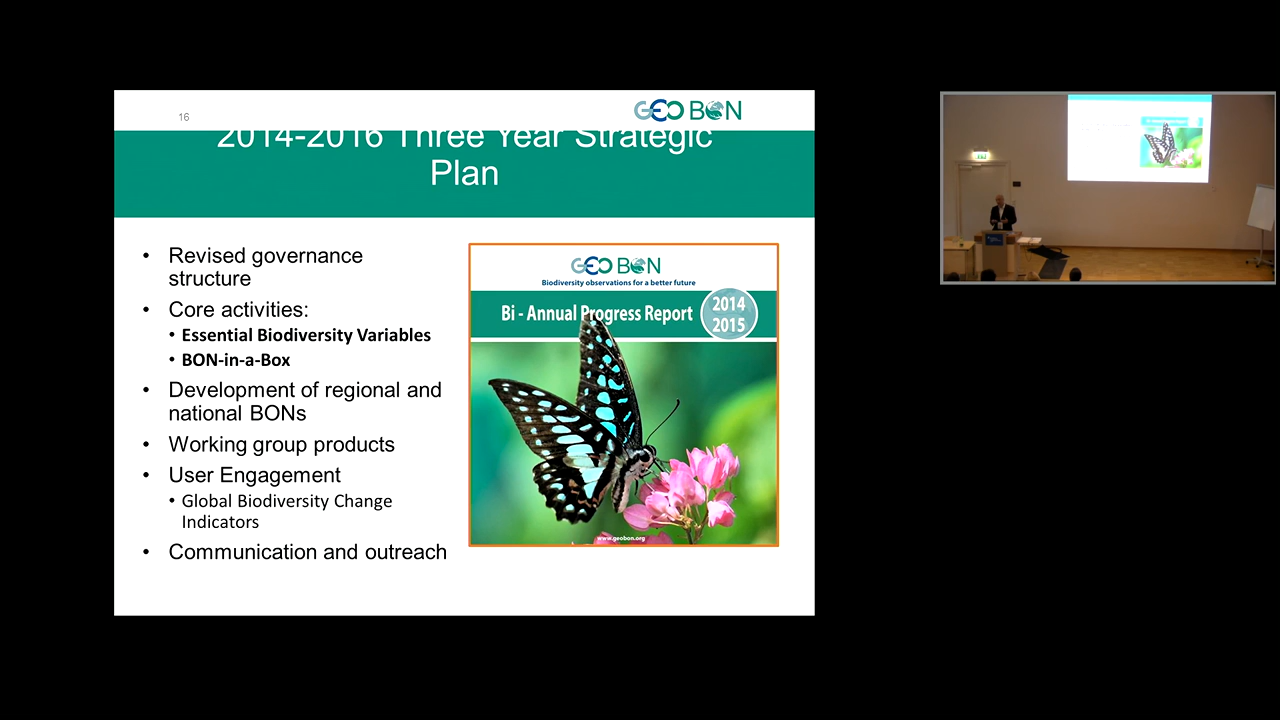 16
GEO BON
2014-2016 Three Year Strategic
Plan
• Revised governance
structure
• Core activities:
• Essential Biodiversity Variables
• BON-in-a-Box
• Development of regional and
national BONs
• Working group products
• User Engagement
• Global Biodiversity Change
Indicators
• Communication and outreach
GEO BON
Biodiversity observations for a better future
Bi - Annual Progress Report
2014
2015
www.geobon.org